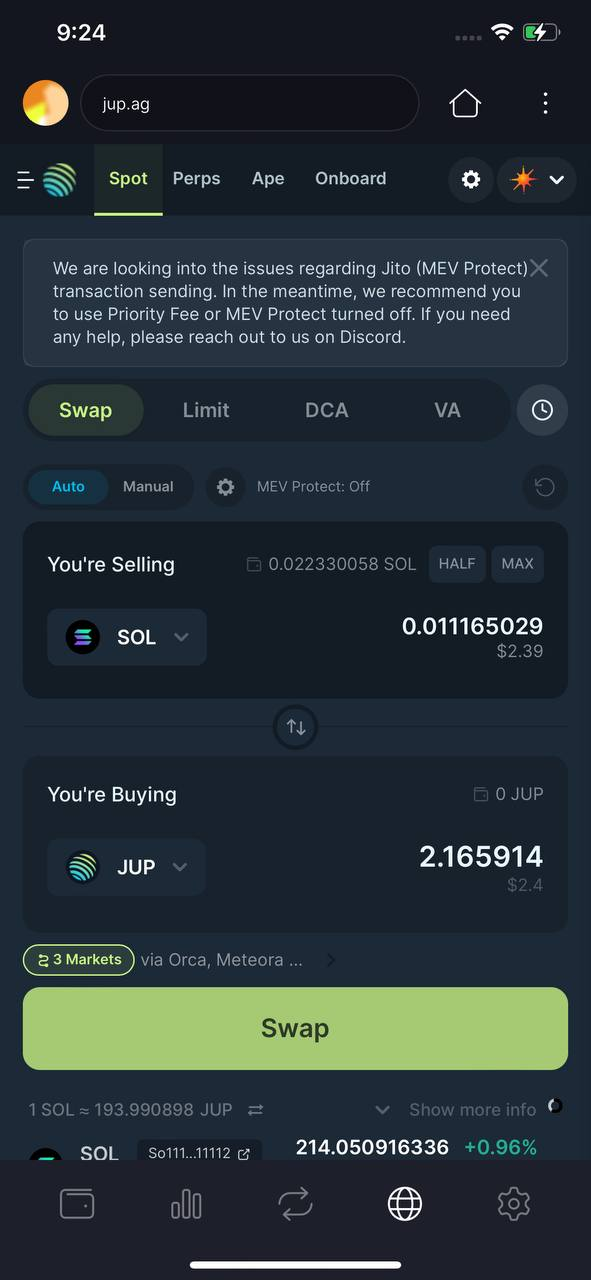 9:24
jup.ag
Spot Perps Ape Onboard
We are looking into the issues regarding Jito (MEV Protect)
transaction sending. In the meantime, we recommend you
to use Priority Fee or MEV Protect turned off. If you need
any help, please reach out to us on Discord.
Swap Limit DCA VA
Auto Manual MEV Protect: Off
You're Selling 0.022330058 SOL HALF MAX
SOL 0.011165029
$2.39
You're Buying 0 JUP
JUP 2.165914
$2.4
3 Markets via Orca, Meteora ...
Swap
1 SOL ≈ 193.990898 JUP Show more info
SOL So111...11112 214.050916336 +0.96%